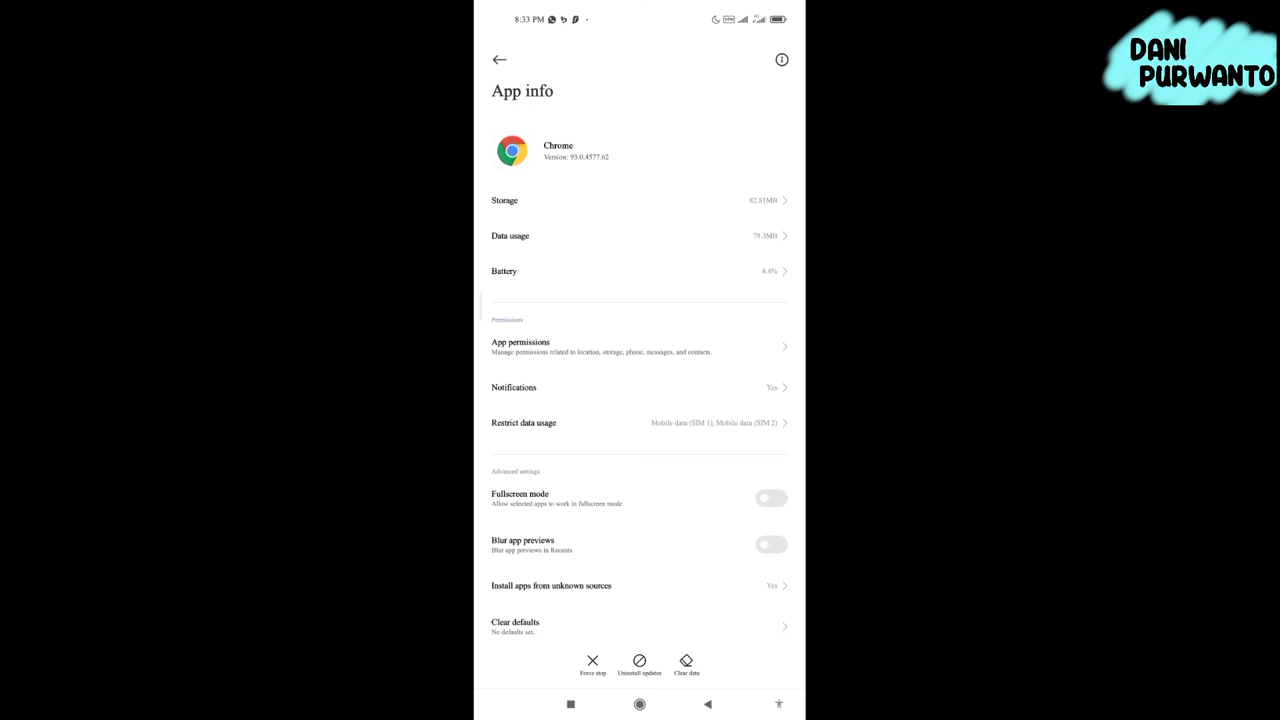 8:33 PM
VPN
DANI
PURWANTO
App info
Chrome
Version: 93.0.4577.62
Storage 82.81MB
Data usage 79.3MB
Battery 4.4%
Permissions
App permissions
Manage permissions related to location, storage, phone, messages, and contacts.
Notifications Yes
Restrict data usage Mobile data (SIM 1), Mobile data (SIM 2)
Advanced settings
Fullscreen mode
Allow selected apps to work in fullscreen mode
Blur app previews
Blur app previews in Recents
Install apps from unknown sources Yes
Clear defaults
No defaults set.
Force stop Uninstall updates Clear data